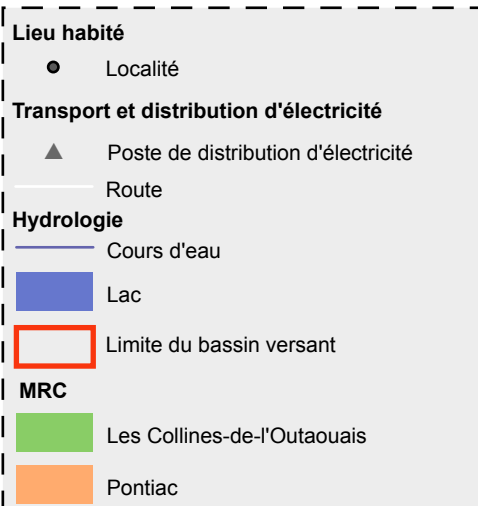 Lieu habité
Localité
Transport et distribution d'électricité
Poste de distribution d'électricité
Route
Hydrologie
Cours d'eau
Lac
Limite du bassin versant
MRC
Les Collines-de-l'Outaouais
Pontiac